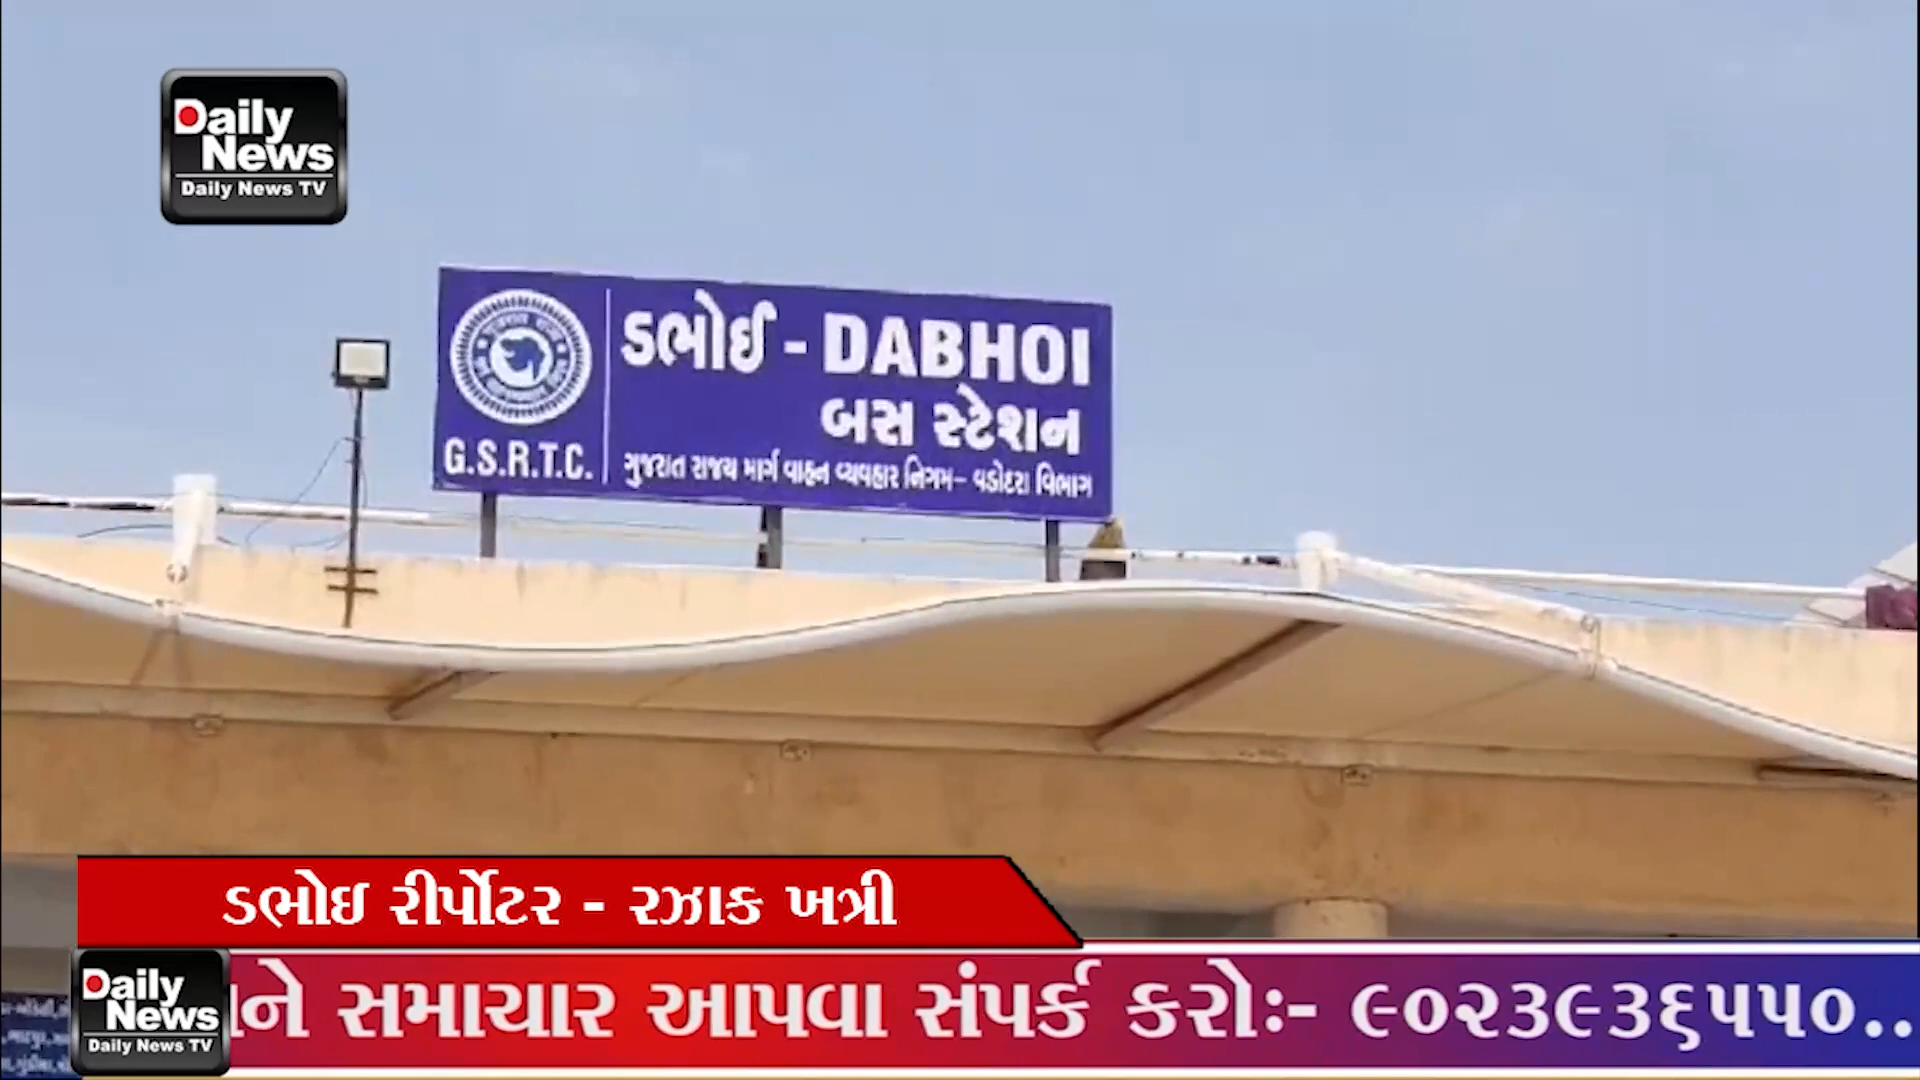 Daily
News
Daily News TV
ડભોઈ - DABHOI
બસ સ્ટેશન
G.S.R.T.C.
ગુજરાત રાજ્ય માર્ગ વાહન વ્યવહાર નિગમ - વડોદરા વિભાગ
ડભોઇ રીર્પોટર - રઝાક ખત્રી
ને સમાચાર આપવા સંપર્ક કરોઃ- ૯૦૨૩૯૩૬૫૫૦..
Daily
News
Daily News TV